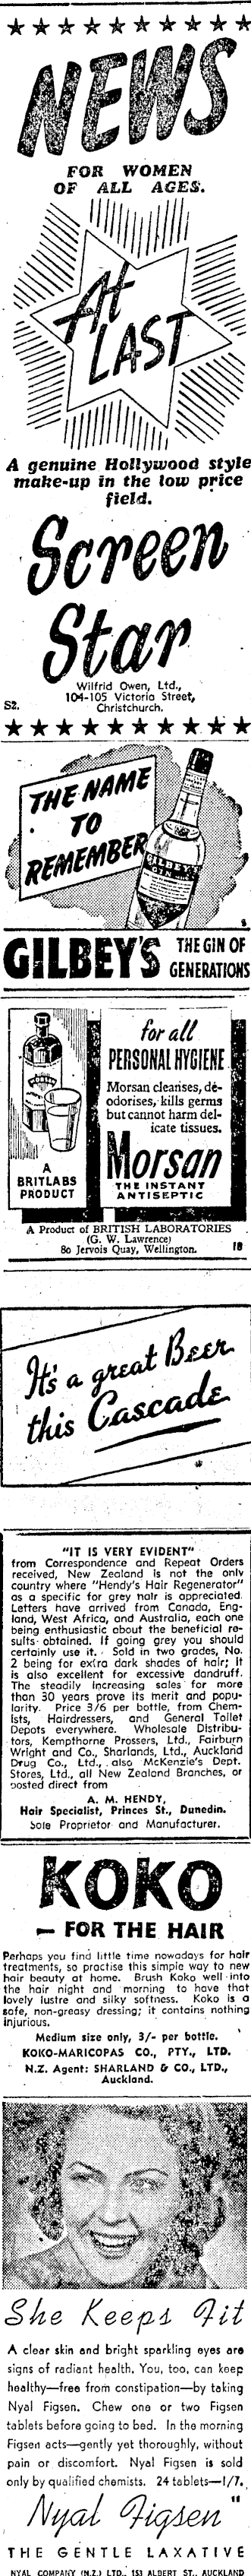 NEWS
FOR WOMEN
OF ALL AGES.
At
LAST
A genuine Hollywood style
make-up in the low price
field.
Screen
Star
Wilfrid Owen, Ltd.,
104-105 Victoria Street,
Christchurch.
S2.
THE NAME
TO
REMEMBER
GILBEY'S
GILBEY'S THE GIN OF
GENERATIONS
for all
PERSONAL HYGIENE
Morsan cleanses, de-
odorises, kills germs
but cannot harm del-
icate tissues.
Morsan
THE INSTANT
ANTISEPTIC
A
BRITLABS
PRODUCT
A Product of BRITISH LABORATORIES
(G. W. Lawrence)
80 Jervois Quay, Wellington. 18
It's a great Beer
this Cascade
"IT IS VERY EVIDENT"
from Correspondence and Repeat Orders
received, New Zealand is not the only
country where "Hendy's Hair Regenerator"
as a specific for grey hair is appreciated.
Letters have arrived from Canada, Eng-
land, West Africa, and Australia, each one
being enthusiastic about the beneficial re-
sults obtained. If going grey you should
certainly use it. Sold in two grades, No.
2 being for extra dark shades of hair; It
is also excellent for excessive dandruff.
The steadily increasing sales for more
than 30 years prove its merit and popu-
larity. Price 3/6 per bottle, from Chem-
ists, Hairdressers, and General Toilet
Depots everywhere. Wholesale Distribu-
tors, Kempthorne Prossers, Ltd., Fairburn
Wright and Co., Sharlands, Ltd., Auckland
Drug Co., Ltd., also McKenzie's Dept.
Stores, Ltd., all New Zealand Branches, or
posted direct from
A. M. HENDY,
Hair Specialist, Princes St., Dunedin.
Sole Proprietor and Manufacturer.
KOKO
— FOR THE HAIR
Perhaps you find little time nowadays for hair
treatments, so practise this simple way to new
hair beauty at home. Brush Koko well into
the hair night and morning to have that
lovely lustre and silky softness. Koko is a
safe, non-greasy dressing; it contains nothing
injurious.
Medium size only, 3/- per bottle.
KOKO-MARICOPAS CO., PTY., LTD.
N.Z. Agent: SHARLAND & CO., LTD.,
Auckland.
She Keeps Fit
A clear skin and bright sparkling eyes are
signs of radiant health. You, too, can keep
healthy—free from constipation—by taking
Nyal Figsen. Chew one or two Figsen
tablets before going to bed. In the morning
Figsen acts—gently yet thoroughly, without
pain or discomfort. Nyal Figsen is sold
only by qualified chemists. 24 tablets—1/7.
Nyal Figsen
THE GENTLE LAXATIVE
NYAL COMPANY (N.Z.) LTD., 153 ALBERT ST., AUCKLAND